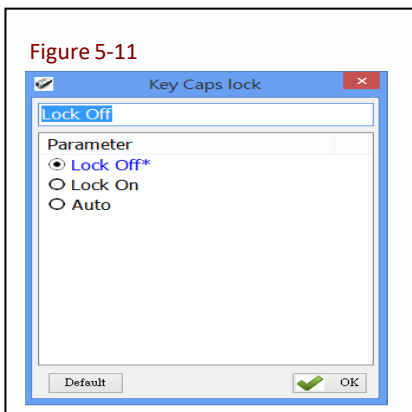 Figure 5-11
Key Caps lock
Lock Off
Parameter
Lock Off*
Lock On
Auto
Default
OK